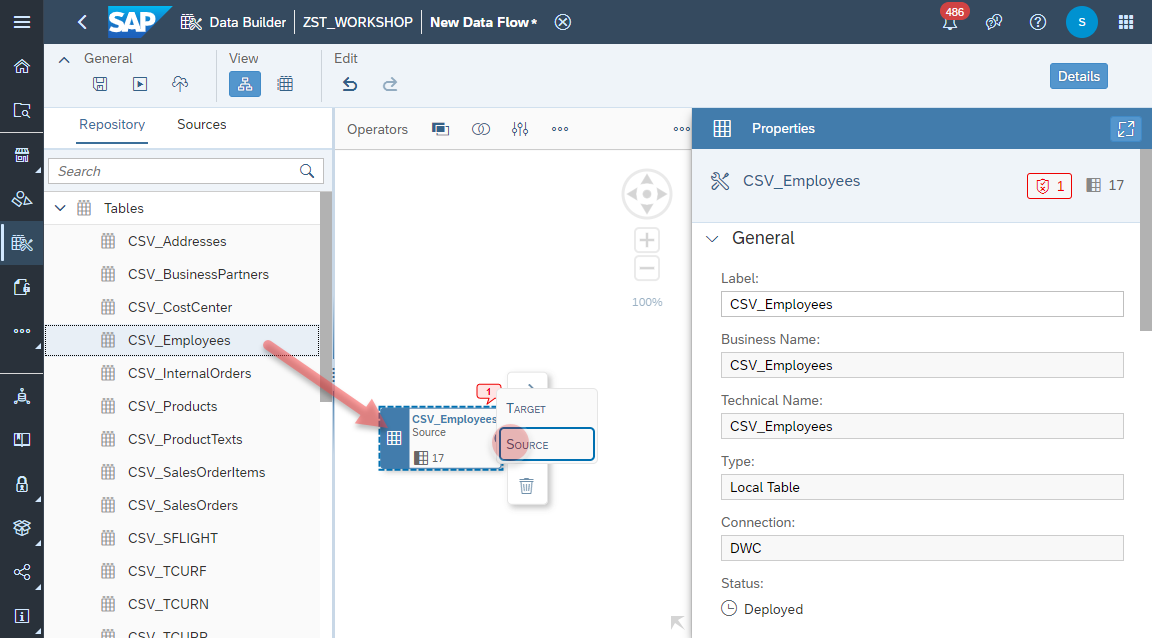 SAP Data Builder ZST_WORKSHOP New Data Flow* 486 S
General View Edit
Details
Repository Sources
Search
Tables
CSV_Addresses
CSV_BusinessPartners
CSV_CostCenter
CSV_Employees
CSV_InternalOrders
CSV_Products
CSV_ProductTexts
CSV_SalesOrderItems
CSV_SalesOrders
CSV_SFLIGHT
CSV_TCURF
CSV_TCURN
Operators
100%
1
CSV_Employees
Source
17
TARGET
SOURCE
Properties
CSV_Employees 1 17
General
Label:
CSV_Employees
Business Name:
CSV_Employees
Technical Name:
CSV_Employees
Type:
Local Table
Connection:
DWC
Status:
Deployed